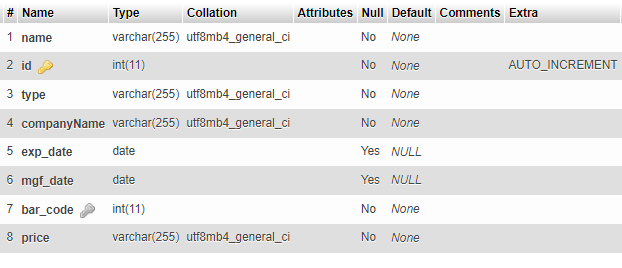 # Name Type Collation Attributes Null Default Comments Extra
1 name varchar(255) utf8mb4_general_ci No None
2 id int(11) No None AUTO_INCREMENT
3 type varchar(255) utf8mb4_general_ci No None
4 companyName varchar(255) utf8mb4_general_ci No None
5 exp_date date Yes NULL
6 mgf_date date Yes NULL
7 bar_code int(11) No None
8 price varchar(255) utf8mb4_general_ci No None